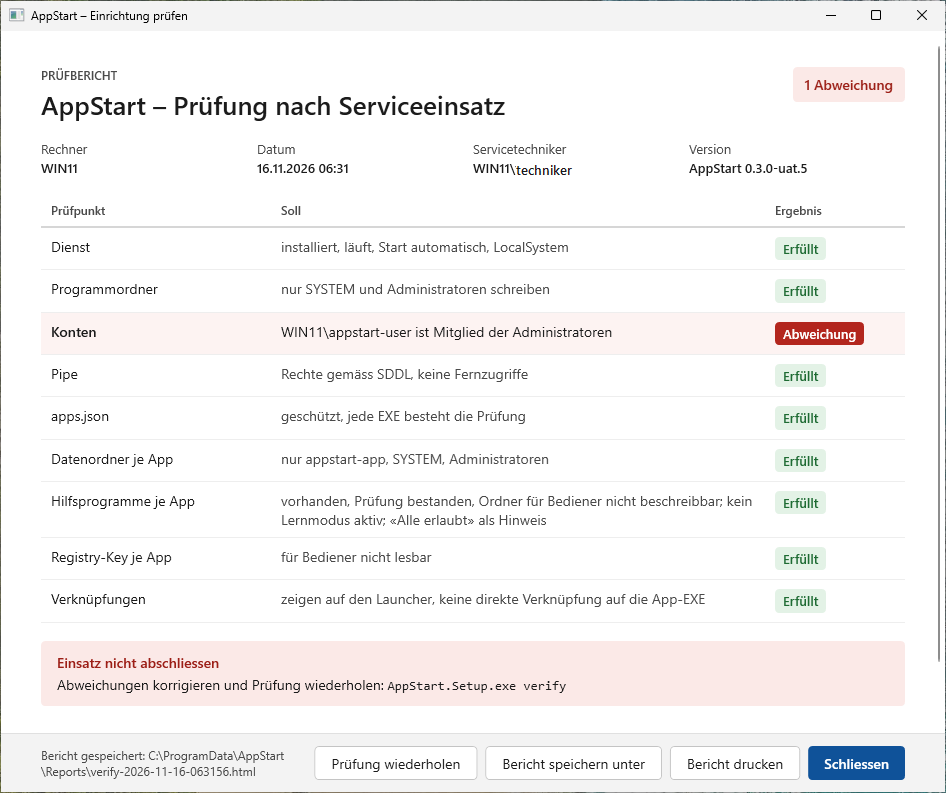 AppStart – Einrichtung prüfen
PRÜFBERICHT
AppStart – Prüfung nach Serviceeinsatz
1 Abweichung
Rechner Datum Servicetechniker Version
WIN11 16.11.2026 06:31 WIN11\techniker AppStart 0.3.0-uat.5
Prüfpunkt Soll Ergebnis
Dienst installiert, läuft, Start automatisch, LocalSystem Erfüllt
Programmordner nur SYSTEM und Administratoren schreiben Erfüllt
Konten WIN11\appstart-user ist Mitglied der Administratoren Abweichung
Pipe Rechte gemäss SDDL, keine Fernzugriffe Erfüllt
apps.json geschützt, jede EXE besteht die Prüfung Erfüllt
Datenordner je App nur appstart-app, SYSTEM, Administratoren Erfüllt
Hilfsprogramme je App vorhanden, Prüfung bestanden, Ordner für Bediener nicht beschreibbar; kein Erfüllt
Lernmodus aktiv; «Alle erlaubt» als Hinweis
Registry-Key je App für Bediener nicht lesbar Erfüllt
Verknüpfungen zeigen auf den Launcher, keine direkte Verknüpfung auf die App-EXE Erfüllt
Einsatz nicht abschliessen
Abweichungen korrigieren und Prüfung wiederholen: AppStart.Setup.exe verify
Bericht gespeichert: C:\ProgramData\AppStart
\Reports\verify-2026-11-16-063156.html
Prüfung wiederholen Bericht speichern unter Bericht drucken Schliessen